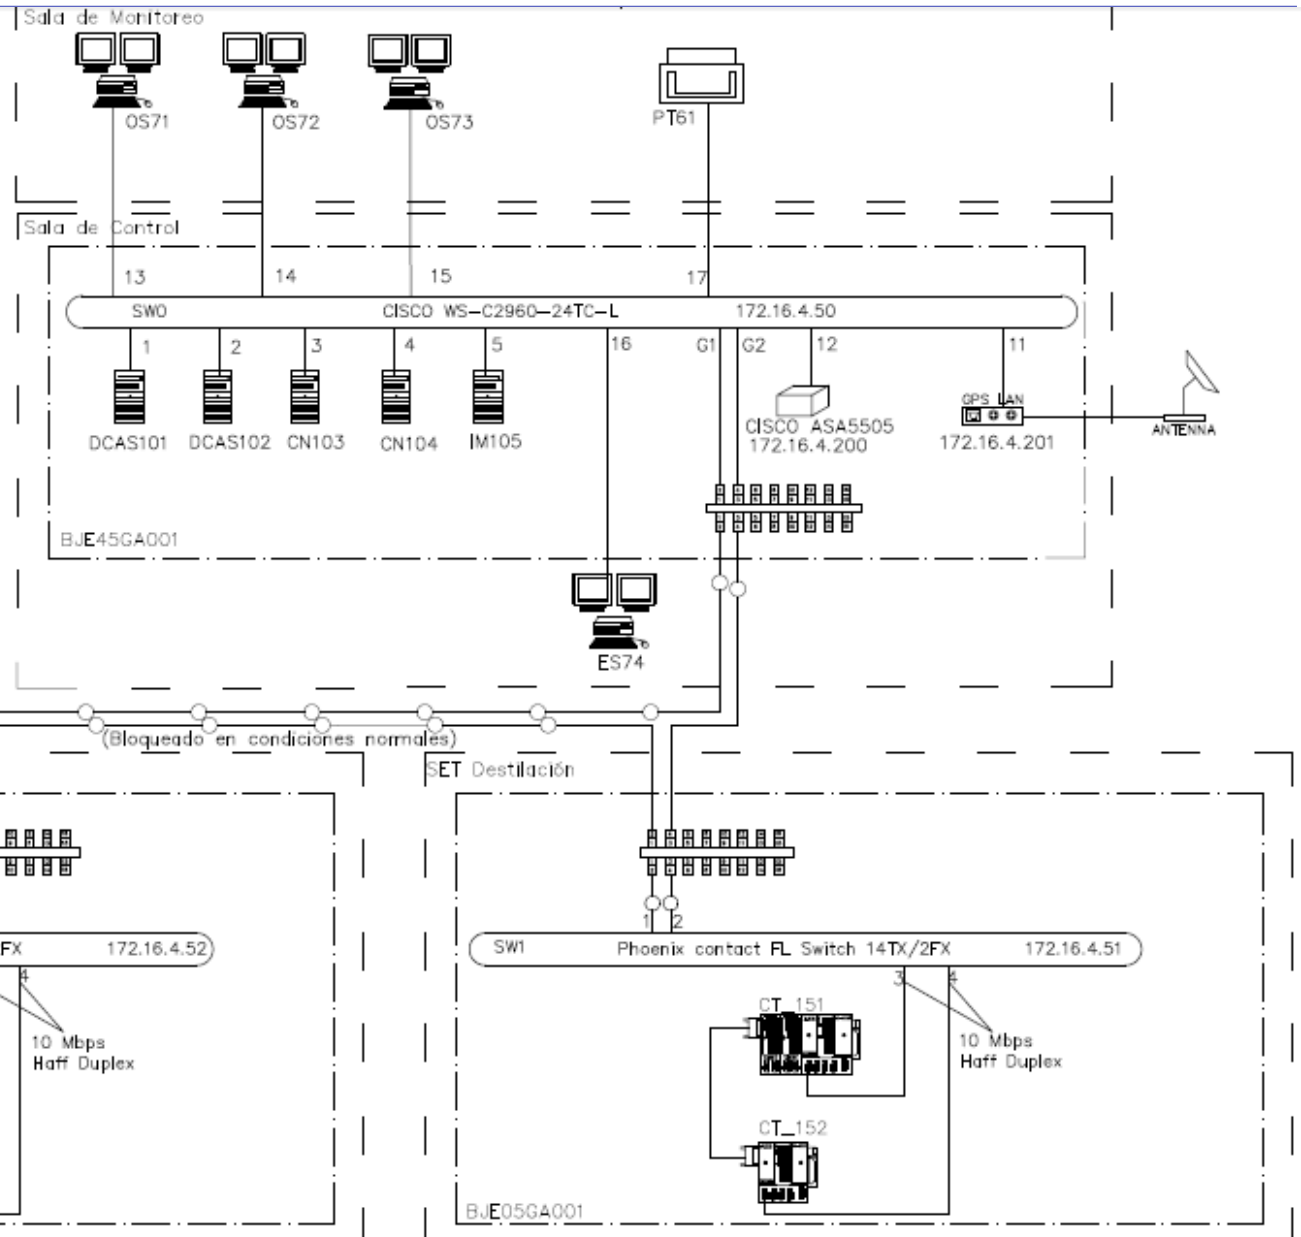 Sala de Monitoreo
OS71
OS72
OS73
PT61
Sala de Control
13
14
15
17
SW0 CISCO WS-C2960-24TC-L 172.16.4.50
1
2
3
4
5
16
G1
G2
12
11
GPS LAN
DCAS101
DCAS102
CN103
CN104
IM105
CISCO ASA5505
172.16.4.200
172.16.4.201
ANTENNA
BJE45GA001
ES74
(Bloqueado en condiciones normales)
SET Destilación
1
2
FX 172.16.4.52
SW1 Phoenix contact FL Switch 14TX/2FX 172.16.4.51
4
3
4
10 Mbps
Haff Duplex
CT_151
10 Mbps
Haff Duplex
CT_152
BJE05GA001